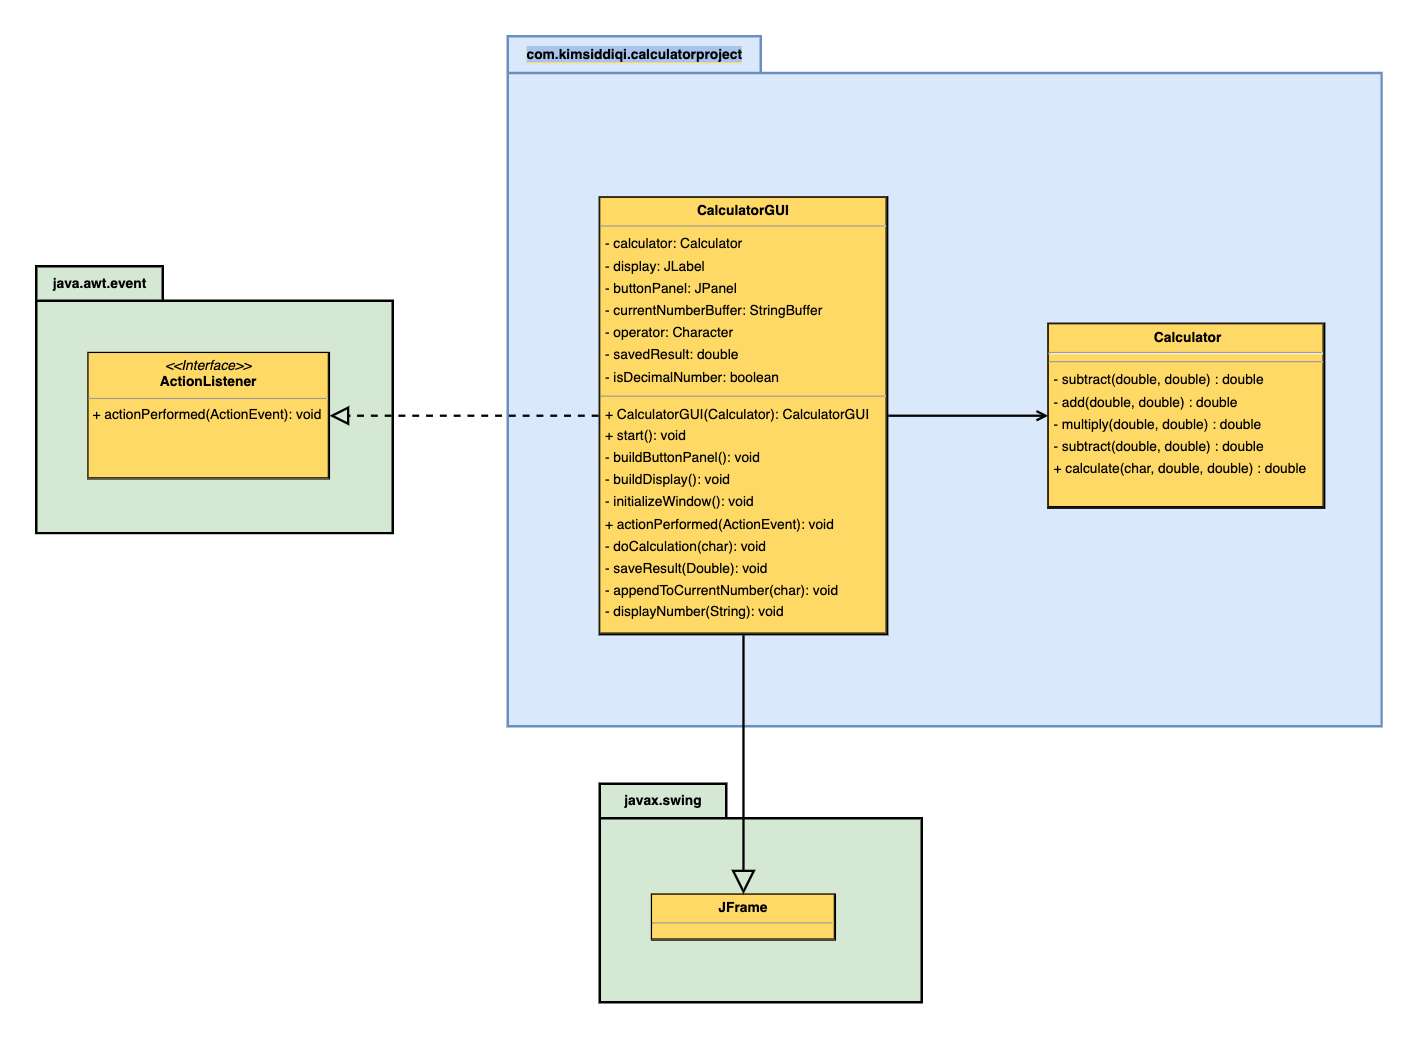 com.kimsiddiqi.calculatorproject
CalculatorGUI
- calculator: Calculator
- display: JLabel
- buttonPanel: JPanel
- currentNumberBuffer: StringBuffer
- operator: Character
- savedResult: double
- isDecimalNumber: boolean
+ CalculatorGUI(Calculator): CalculatorGUI
+ start(): void
- buildButtonPanel(): void
- buildDisplay(): void
- initializeWindow(): void
+ actionPerformed(ActionEvent): void
- doCalculation(char): void
- saveResult(Double): void
- appendToCurrentNumber(char): void
- displayNumber(String): void
java.awt.event
<<Interface>>
ActionListener
+ actionPerformed(ActionEvent): void
Calculator
- subtract(double, double) : double
- add(double, double) : double
- multiply(double, double) : double
- subtract(double, double) : double
+ calculate(char, double, double) : double
javax.swing
JFrame